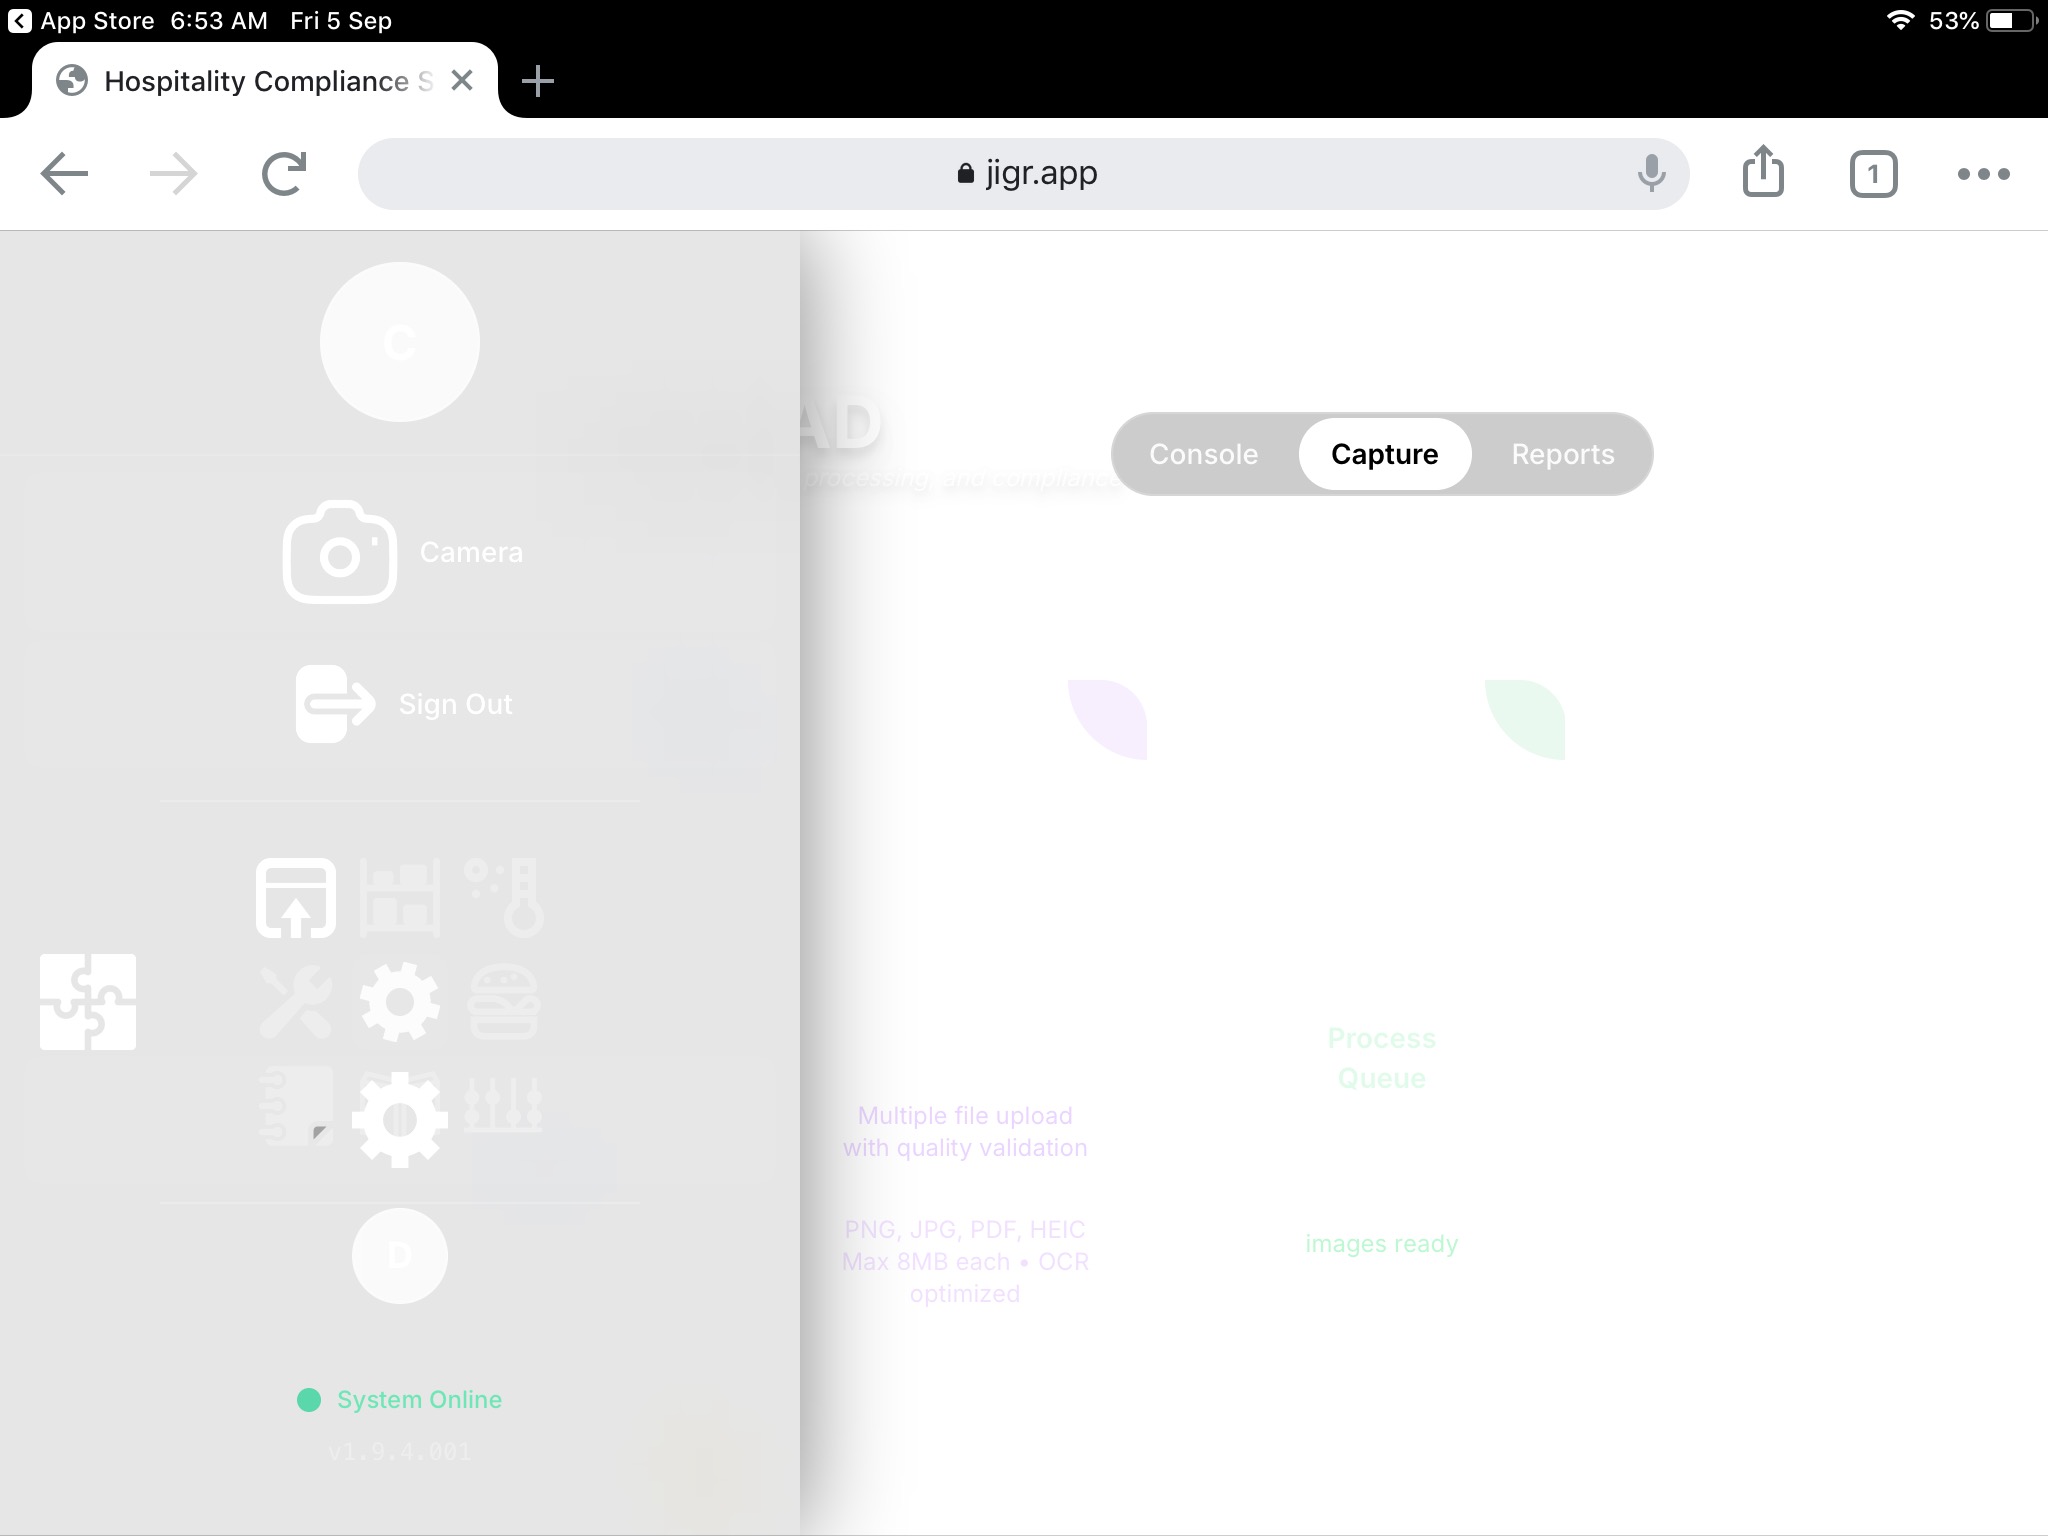 App Store 6:53 AM Fri 5 Sep
53%
Hospitality Compliance S
jigr.app
1
C
AD
processing, and compliance
Console
Capture
Reports
Camera
Sign Out
D
System Online
v1.9.4.001
Multiple file upload
with quality validation
PNG, JPG, PDF, HEIC
Max 8MB each • OCR
optimized
Process
Queue
images ready